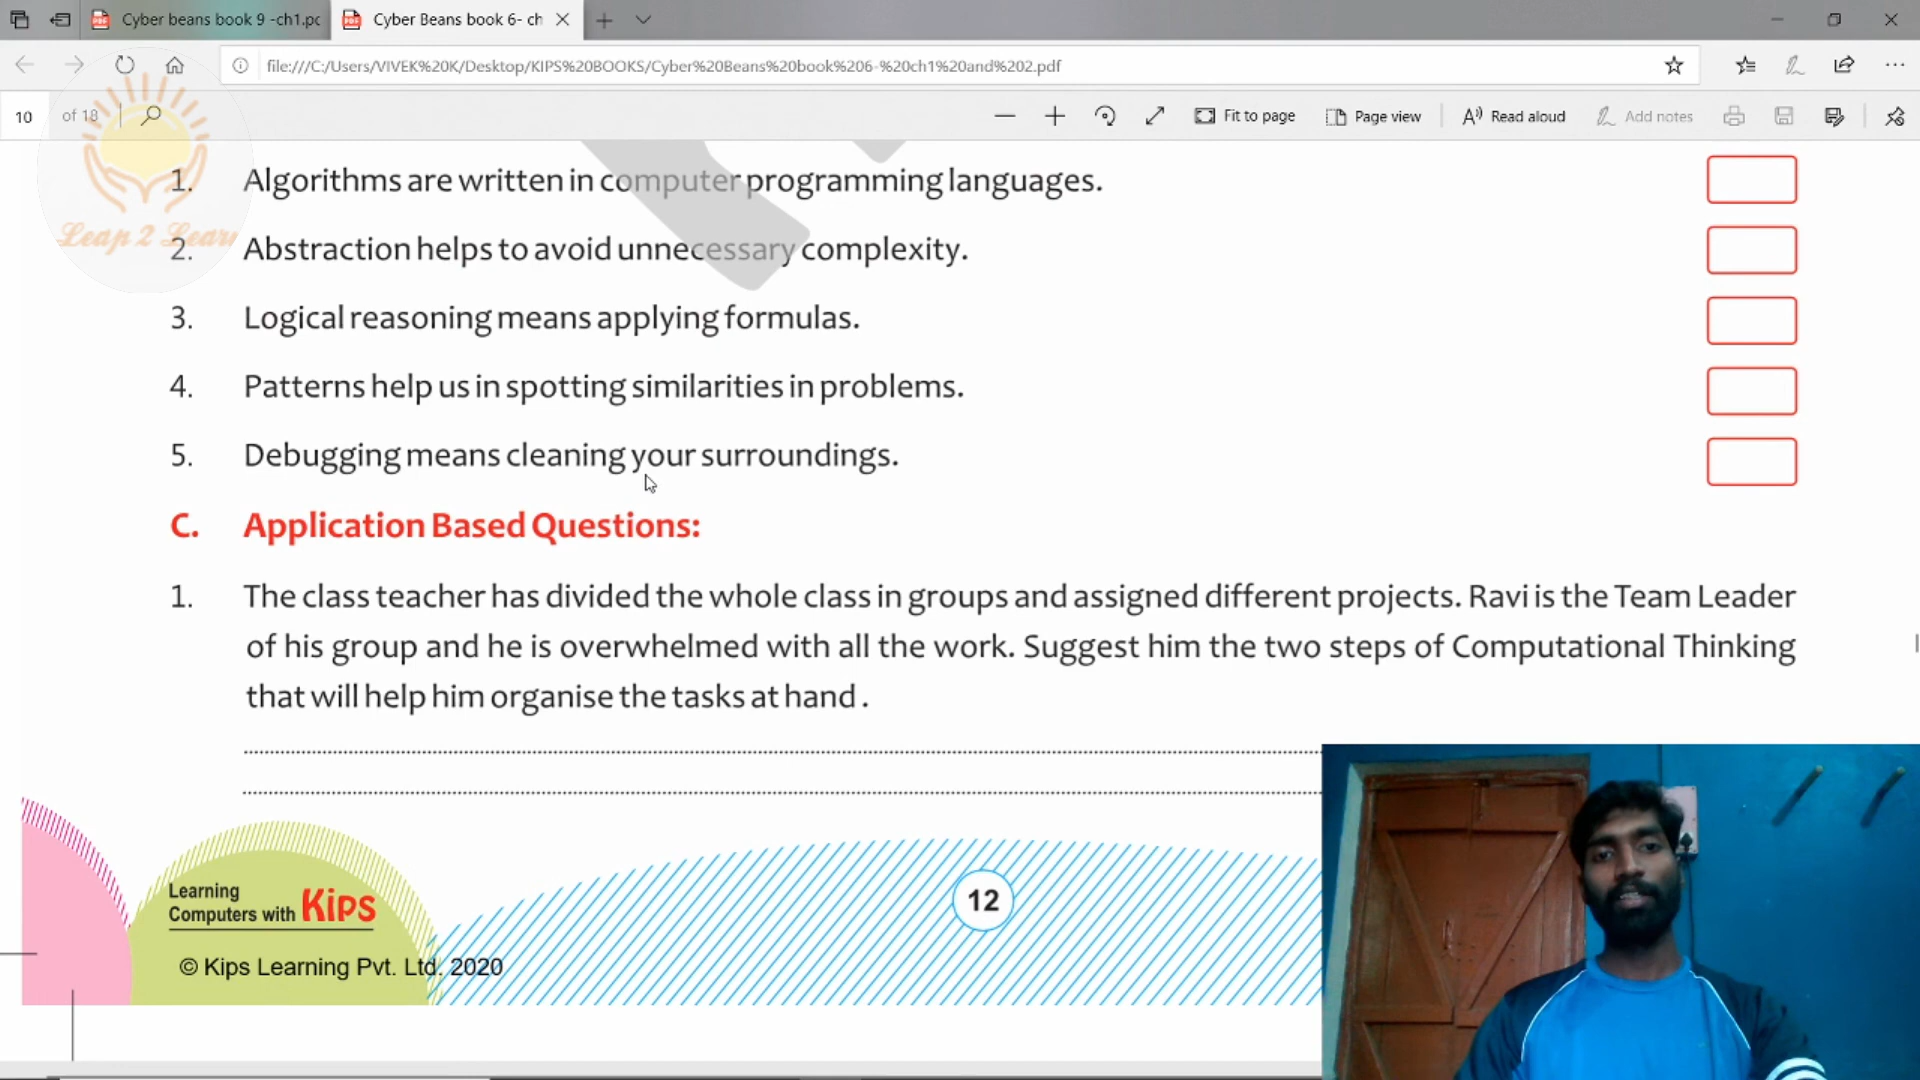 Cyber beans book 9 -ch1.pd
Cyber Beans book 6- ch
file:///C:/Users/VIVEK%20K/Desktop/KIPS%20BOOKS/Cyber%20Beans%20book%206-%20ch1%20and%202.pdf
10 of 18
Fit to page
Page view
Read aloud
Add notes
Leap 2 Learn
1. Algorithms are written in computer programming languages.
2. Abstraction helps to avoid unnecessary complexity.
3. Logical reasoning means applying formulas.
4. Patterns help us in spotting similarities in problems.
5. Debugging means cleaning your surroundings.
C. Application Based Questions:
1. The class teacher has divided the whole class in groups and assigned different projects. Ravi is the Team Leader
of his group and he is overwhelmed with all the work. Suggest him the two steps of Computational Thinking
that will help him organise the tasks at hand .
Learning
Computers with Kips
12
© Kips Learning Pvt. Ltd. 2020